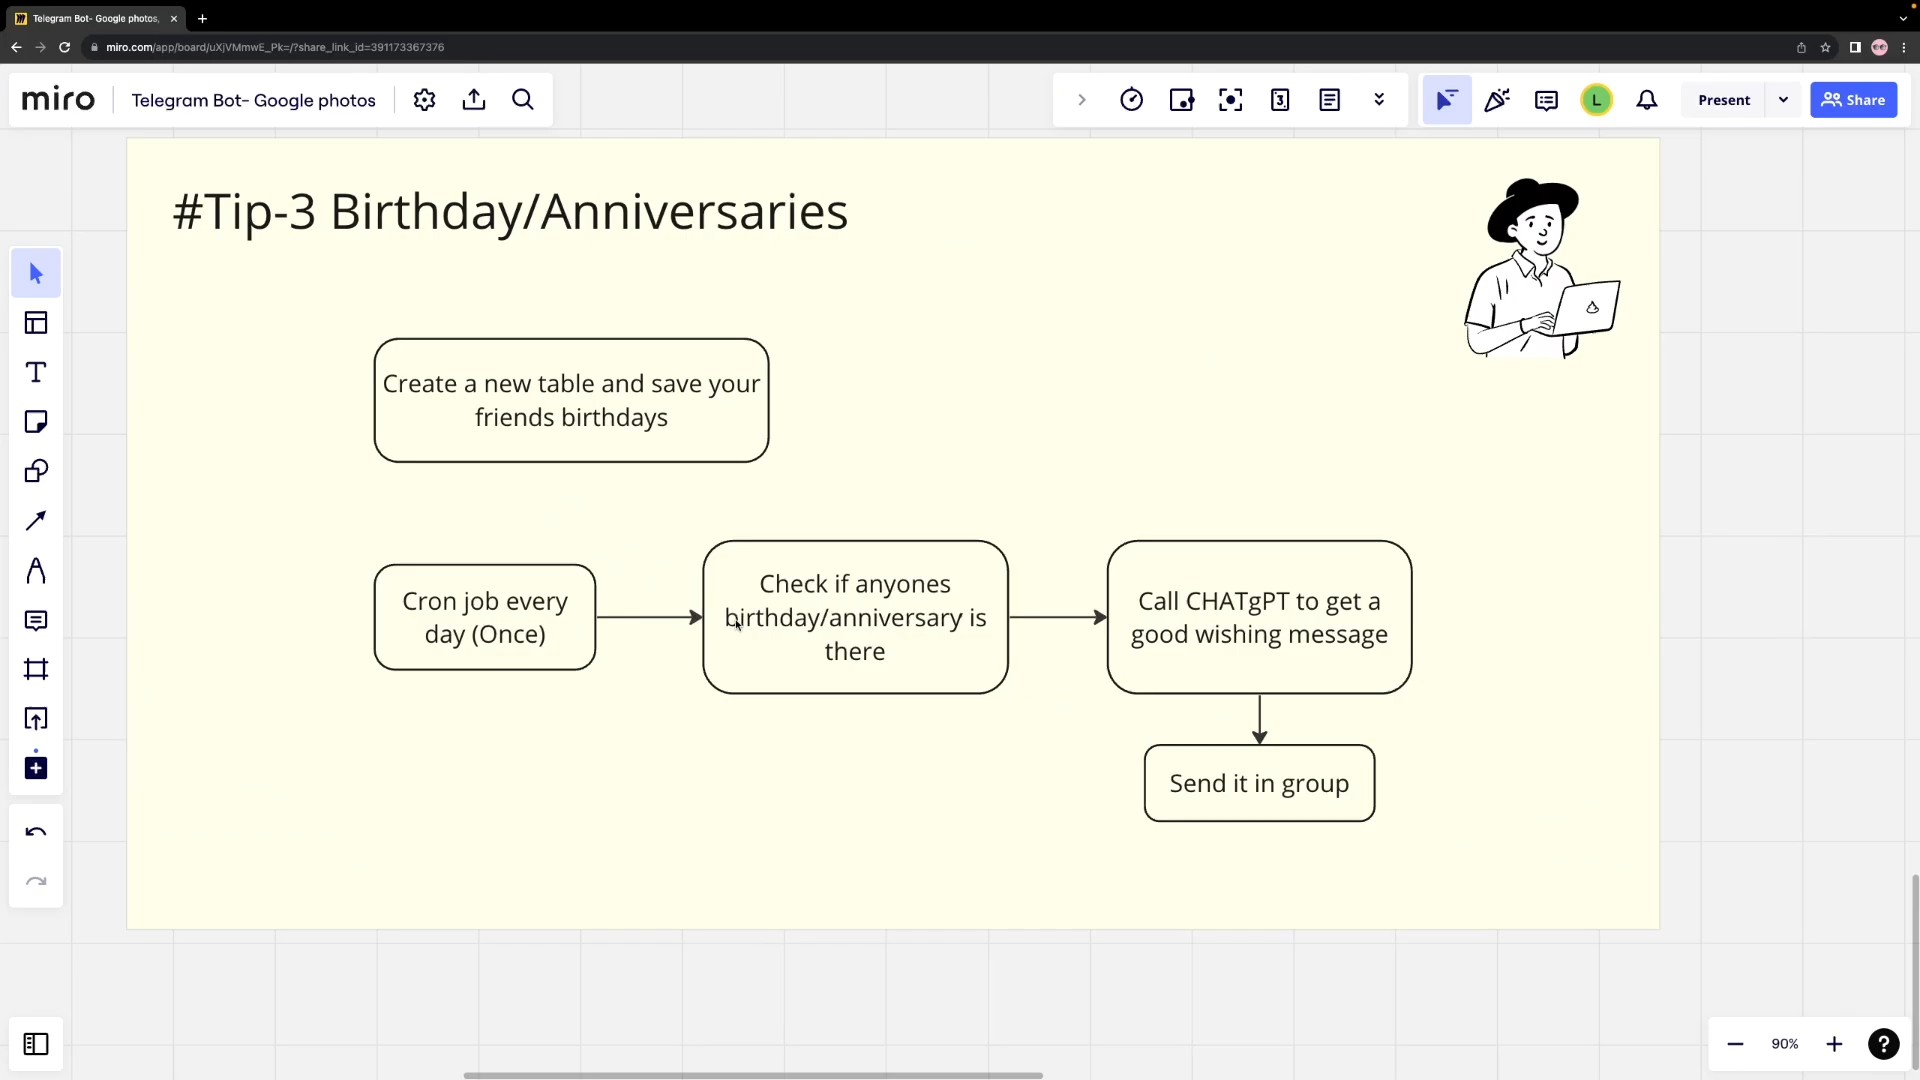 Telegram Bot- Google photos,
miro.com/app/board/uXjVMmwE_Pk=/?share_link_id=391173367376
miro
Telegram Bot- Google photos
3
L
Present
Share
#Tip-3 Birthday/Anniversaries
Create a new table and save your
friends birthdays
Cron job every
day (Once)
Check if anyones
birthday/anniversary is
there
Call CHATgPT to get a
good wishing message
Send it in group
90%
?